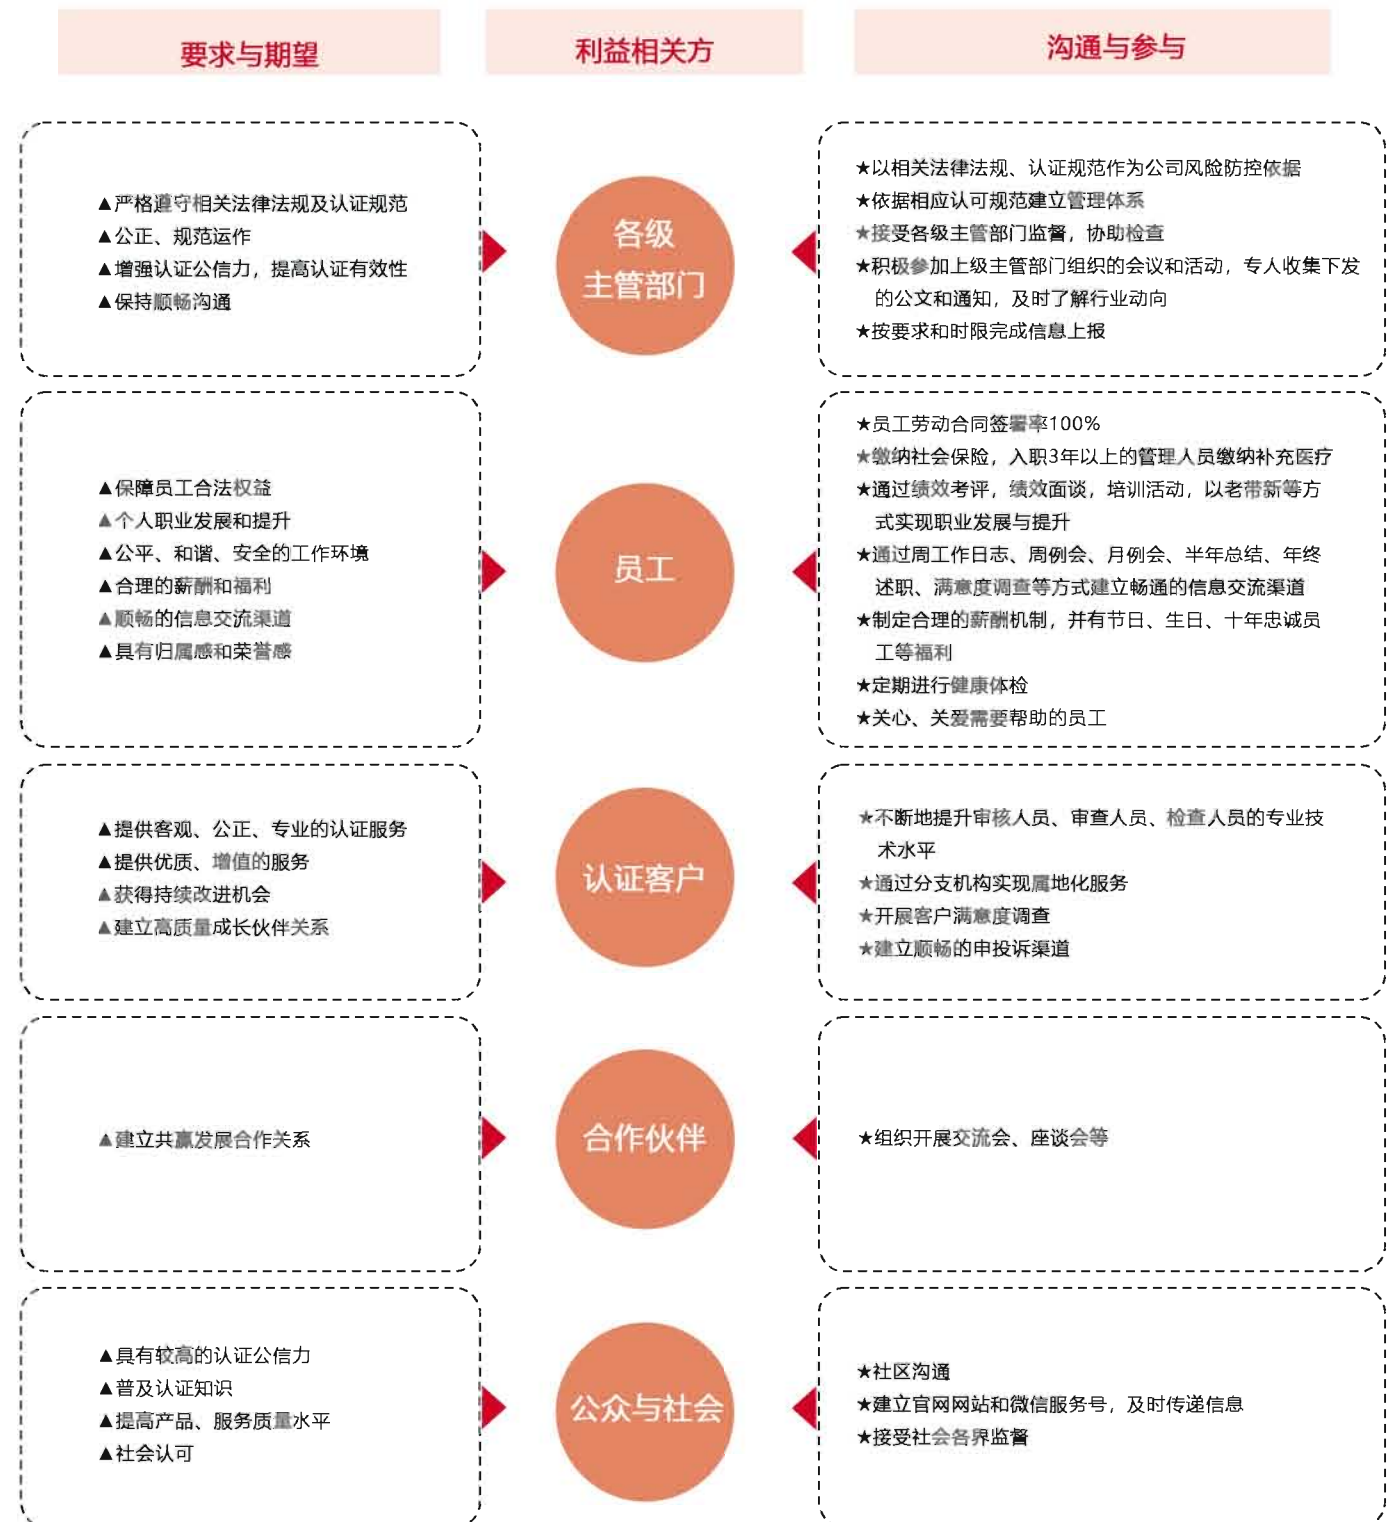 要求与期望
利益相关方
沟通与参与
▲严格遵守相关法律法规及认证规范
▲公正、规范运作
▲增强认证公信力，提高认证有效性
▲保持顺畅沟通
各级
主管部门
★以相关法律法规、认证规范作为公司风险防控依据
★依据相应认可规范建立管理体系
★接受各级主管部门监督，协助检查
★积极参加上级主管部门组织的会议和活动，专人收集下发
的公文和通知，及时了解行业动向
★按要求和时限完成信息上报
▲保障员工合法权益
▲个人职业发展和提升
▲公平、和谐、安全的工作环境
▲合理的薪酬和福利
▲顺畅的信息交流渠道
▲具有归属感和荣誉感
员工
★员工劳动合同签署率100%
★缴纳社会保险，入职3年以上的管理人员缴纳补充医疗
★通过绩效考评，绩效面谈，培训活动，以老带新等方
式实现职业发展与提升
★通过周工作日志、周例会、月例会、半年总结、年终
述职、满意度调查等方式建立畅通的信息交流渠道
★制定合理的薪酬机制，并有节日、生日、十年忠诚员
工等福利
★定期进行健康体检
★关心、关爱需要帮助的员工
▲提供客观、公正、专业的认证服务
▲提供优质、增值的服务
▲获得持续改进机会
▲建立高质量成长伙伴关系
认证客户
★不断地提升审核人员、审查人员、检查人员的专业技
术水平
★通过分支机构实现属地化服务
★开展客户满意度调查
★建立顺畅的申投诉渠道
▲建立共赢发展合作关系
合作伙伴
★组织开展交流会、座谈会等
▲具有较高的认证公信力
▲普及认证知识
▲提高产品、服务质量水平
▲社会认可
公众与社会
★社区沟通
★建立官网网站和微信服务号，及时传递信息
★接受社会各界监督